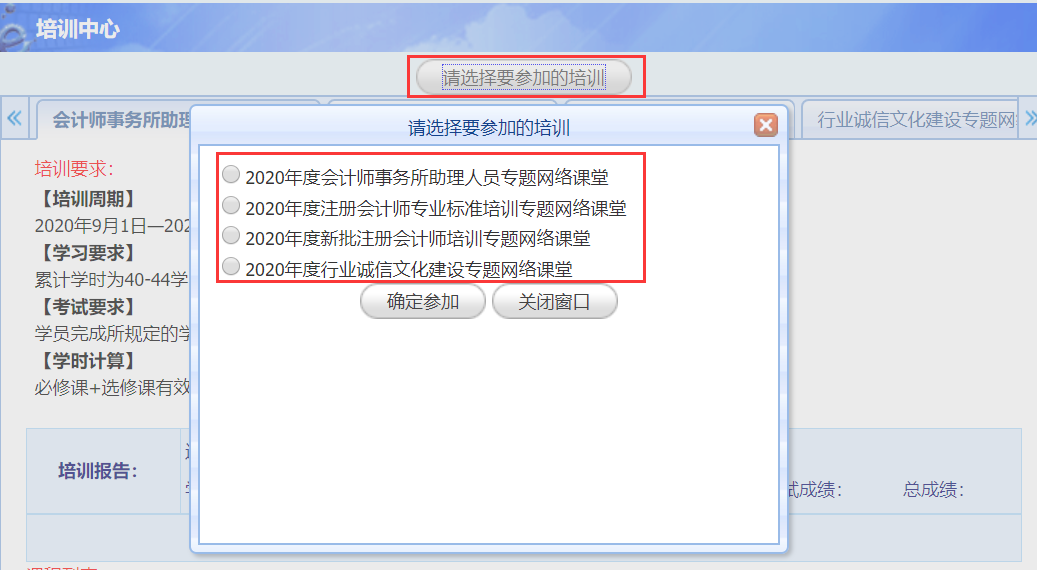 培训中心
请选择要参加的培训
会计师事务所助理
行业诚信文化建设专题网
请选择要参加的培训
培训要求：
【培训周期】
2020年9月1日—202
【学习要求】
累计学时为40-44学
【考试要求】
学员完成所规定的学
【学时计算】
必修课+选修课有效
2020年度会计师事务所助理人员专题网络课堂
2020年度注册会计师专业标准培训专题网络课堂
2020年度新批注册会计师培训专题网络课堂
2020年度行业诚信文化建设专题网络课堂
确定参加 关闭窗口
培训报告：
试成绩： 总成绩：